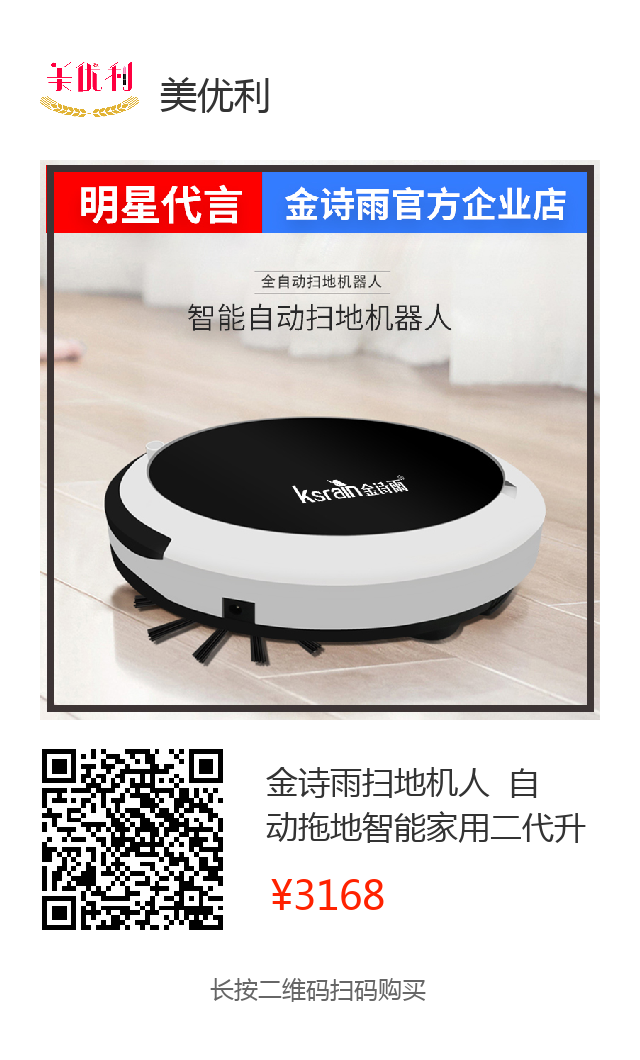 美优利
美优利
明星代言
金诗雨官方企业店
全自动扫地机器人
智能自动扫地机器人
ksrain金诗雨
金诗雨扫地机人 自
动拖地智能家用二代升
¥3168
长按二维码扫码购买